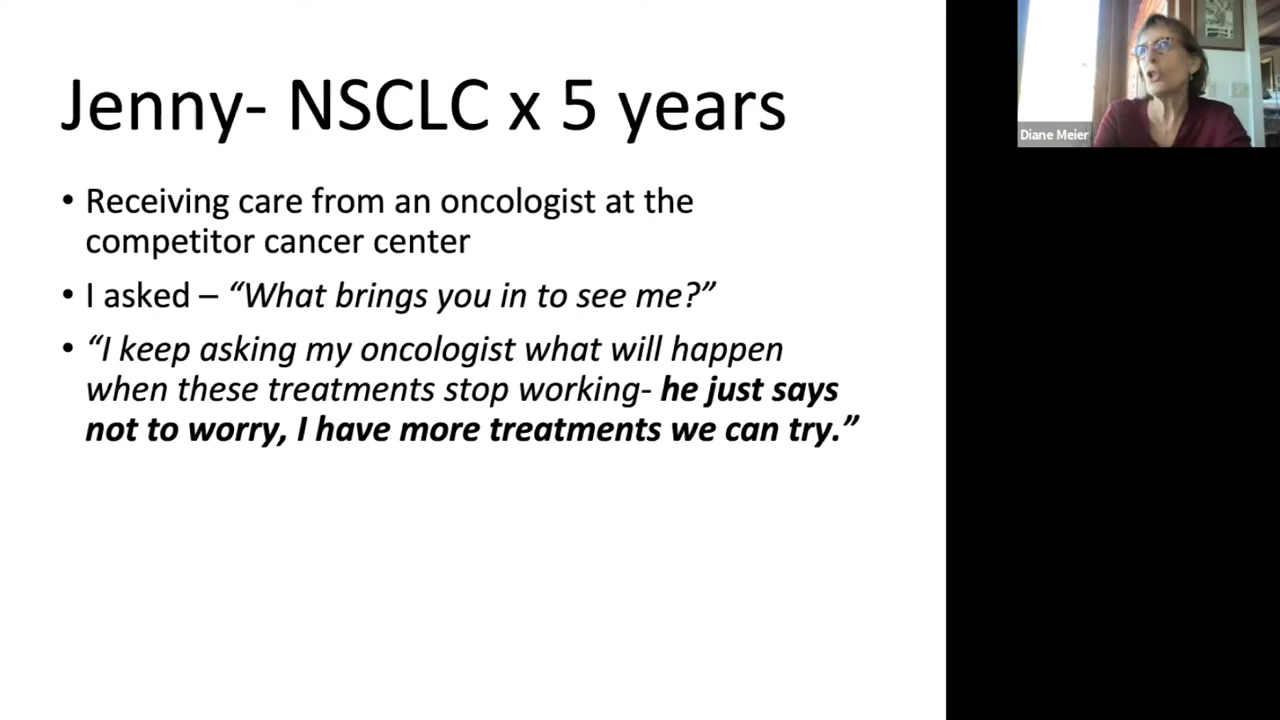 Jenny- NSCLC x 5 years
• Receiving care from an oncologist at the
competitor cancer center
• I asked – “What brings you in to see me?”
• “I keep asking my oncologist what will happen
when these treatments stop working- he just says
not to worry, I have more treatments we can try.”
Diane Meier